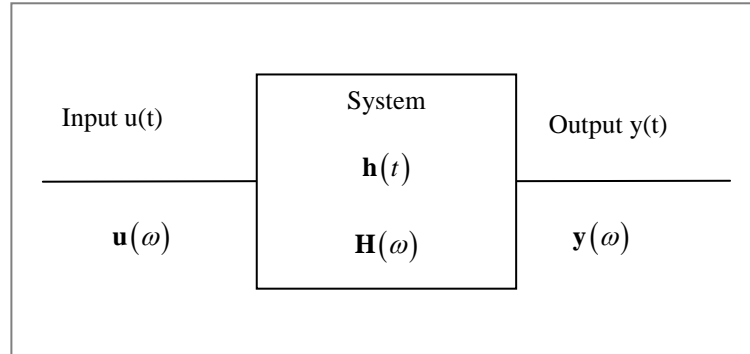 System
Input u(t)
Output y(t)
h(t)
u(ω)
H(ω)
y(ω)